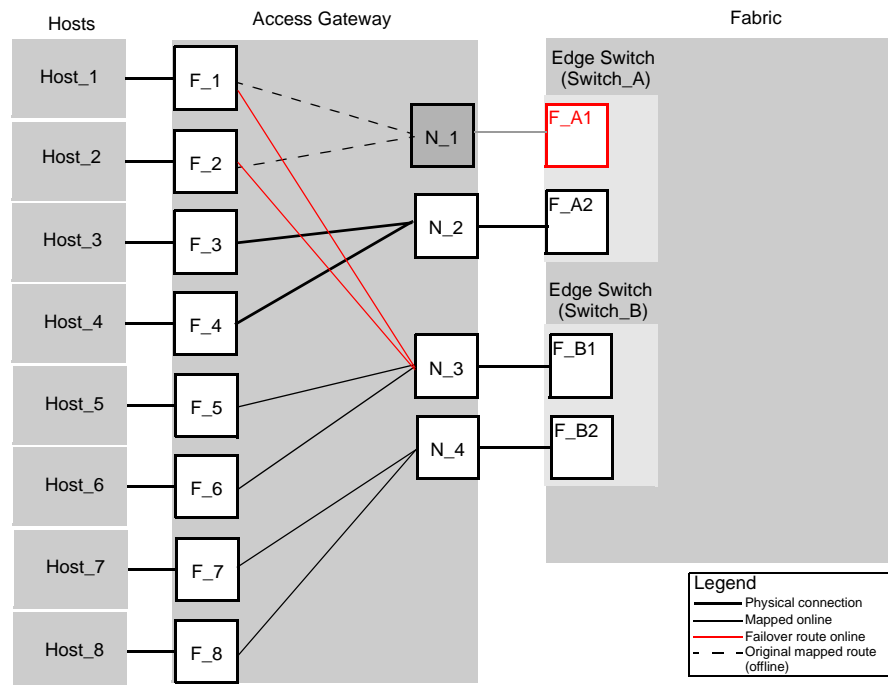 Hosts
Access Gateway
Fabric
Host_1
Host_2
Host_3
Host_4
Host_5
Host_6
Host_7
Host_8
F_1
F_2
F_3
F_4
F_5
F_6
F_7
F_8
N_1
N_2
N_3
N_4
Edge Switch
(Switch_A)
F_A1
F_A2
Edge Switch
(Switch_B)
F_B1
F_B2
Legend
Physical connection
Mapped online
Failover route online
Original mapped route
(offline)